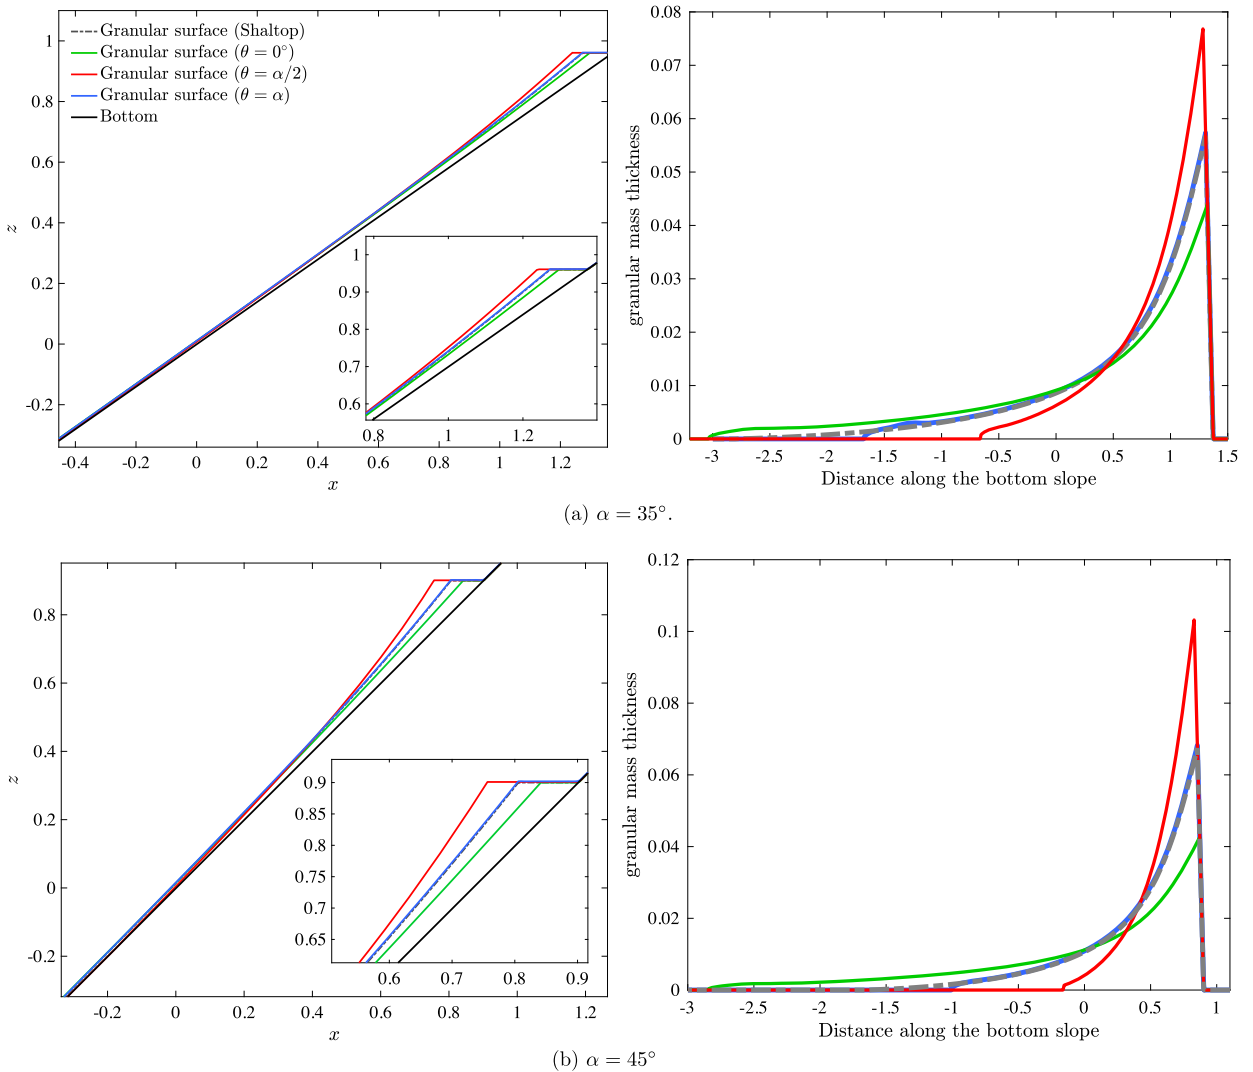 Granular surface (Shaltop)
Granular surface (θ = 0°)
Granular surface (θ = α/2)
Granular surface (θ = α)
Bottom
1
0.8
0.6
0.4
0.2
0
-0.2
z
-0.4 -0.2 0 0.2 0.4 0.6 0.8 1 1.2
x
1
0.9
0.8
0.7
0.6
0.8 1 1.2
0.08
0.07
0.06
0.05
0.04
0.03
0.02
0.01
0
granular mass thickness
-3 -2.5 -2 -1.5 -1 -0.5 0 0.5 1 1.5
Distance along the bottom slope
(a) α = 35°.
0.8
0.6
0.4
0.2
0
-0.2
z
-0.2 0 0.2 0.4 0.6 0.8 1 1.2
x
0.9
0.85
0.8
0.75
0.7
0.65
0.6 0.7 0.8 0.9
0.12
0.1
0.08
0.06
0.04
0.02
0
granular mass thickness
-3 -2.5 -2 -1.5 -1 -0.5 0 0.5 1
Distance along the bottom slope
(b) α = 45°